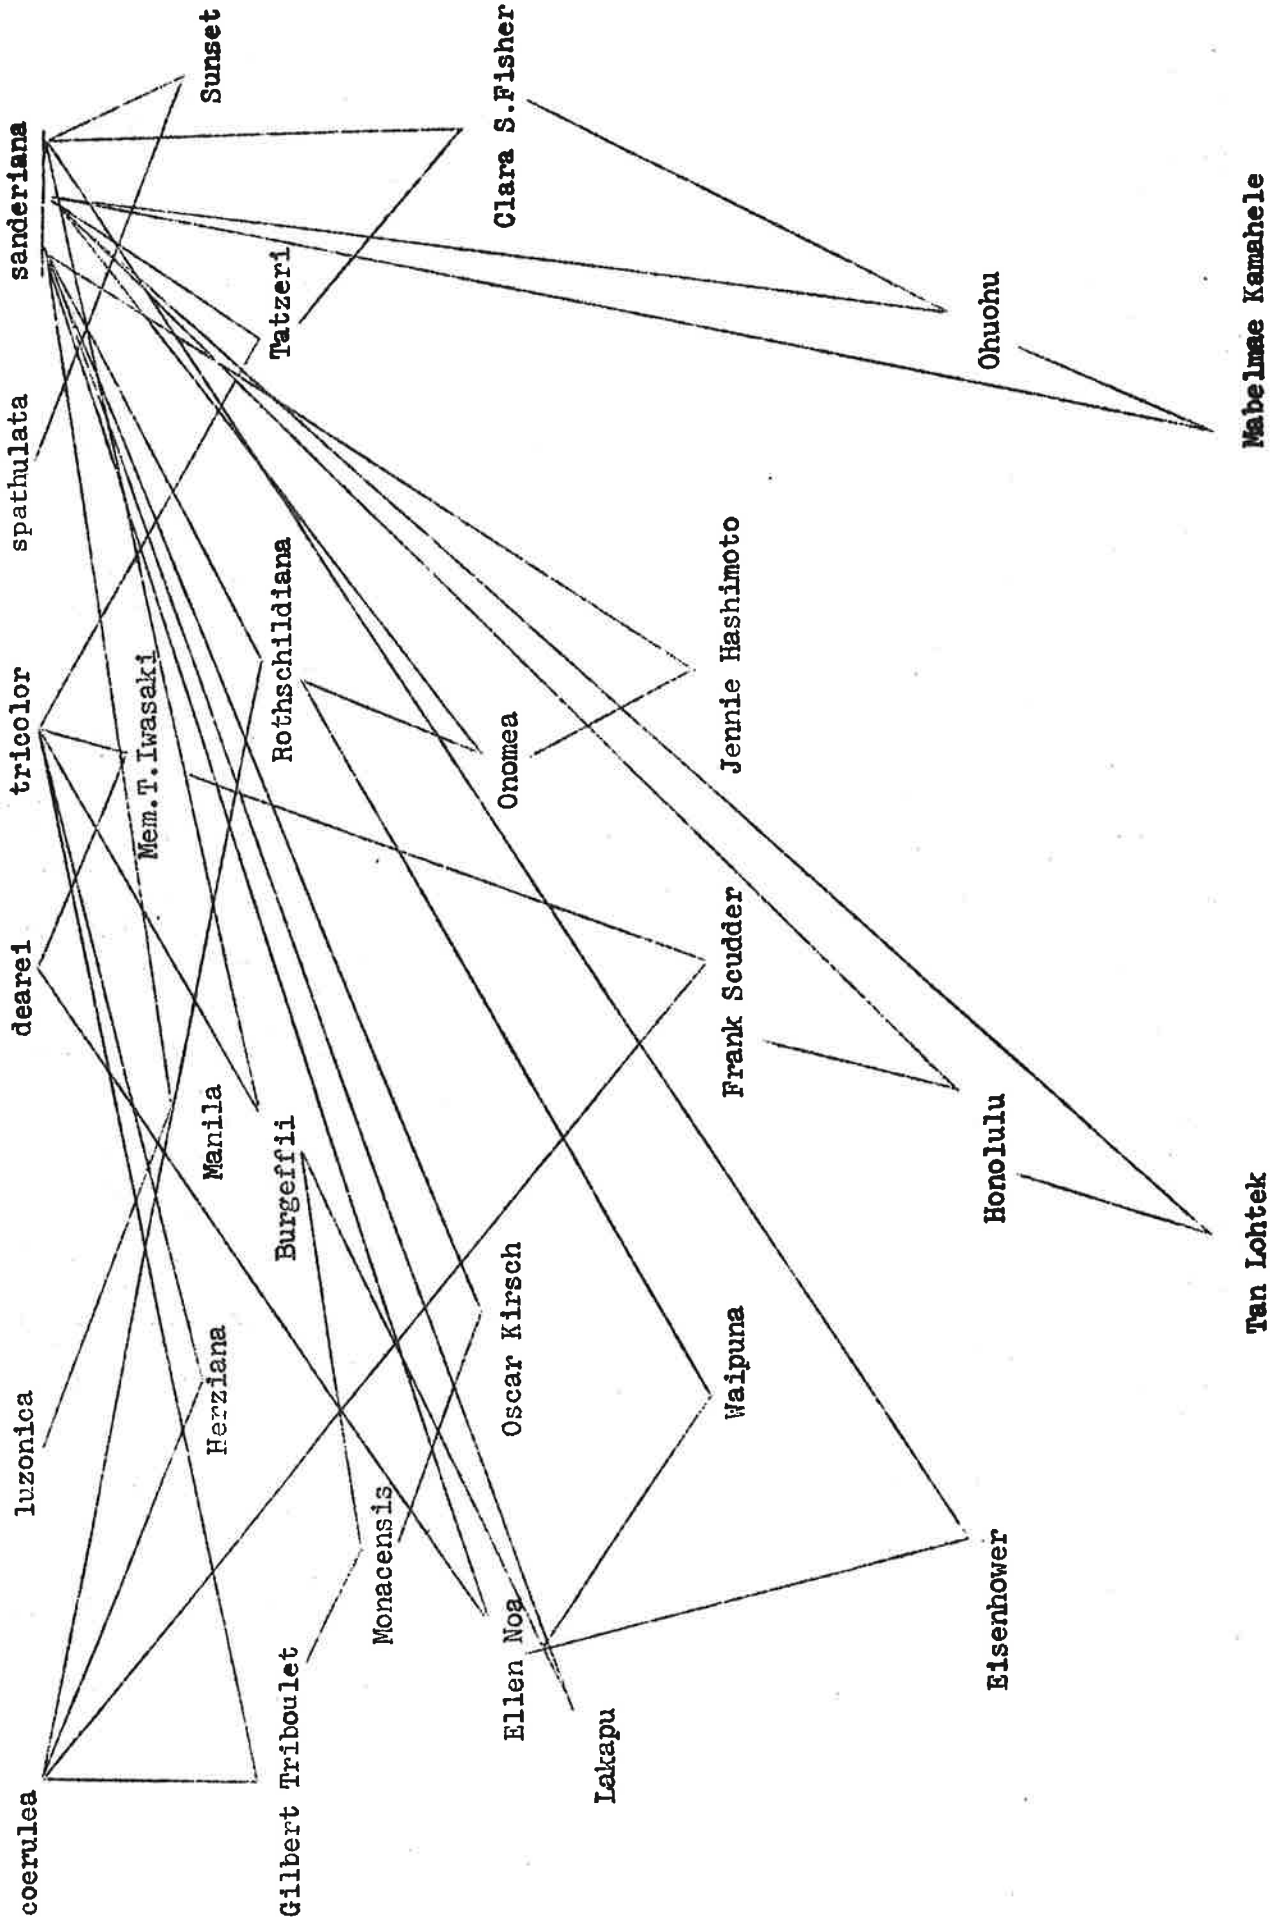 coerulea
luzonica
dearei
tricolor
spathulata
sanderiana
Mem.T.Iwasaki
Sunset
Herziana
Manila
Gilbert Triboulet
Burgeffii
Rothschildiana
Tatzeri
Monacensis
Ellen Noa
Oscar Kirsch
Onomea
Clara S.Fisher
Lakapu
Waipuna
Frank Scudder
Jennie Hashimoto
Eisenhower
Honolulu
Ohuohu
Tan Lohtek
Mabelmae Kamahele